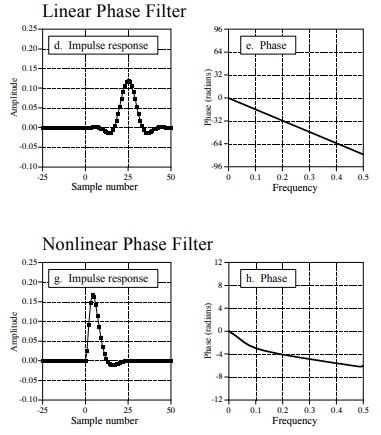 Linear Phase Filter
d. Impulse response
e. Phase
Amplitude
0.25
0.20
0.15
0.10
0.05
0.00
-0.05
-0.10
-25 0 25 50
Sample number
Phase (radians)
96
64
32
0
-32
-64
-96
0 0.1 0.2 0.3 0.4 0.5
Frequency
Nonlinear Phase Filter
g. Impulse response
h. Phase
Amplitude
0.25
0.20
0.15
0.10
0.05
0.00
-0.05
-0.10
-25 0 25 50
Sample number
Phase (radians)
12
8
4
0
-4
-8
-12
0 0.1 0.2 0.3 0.4 0.5
Frequency